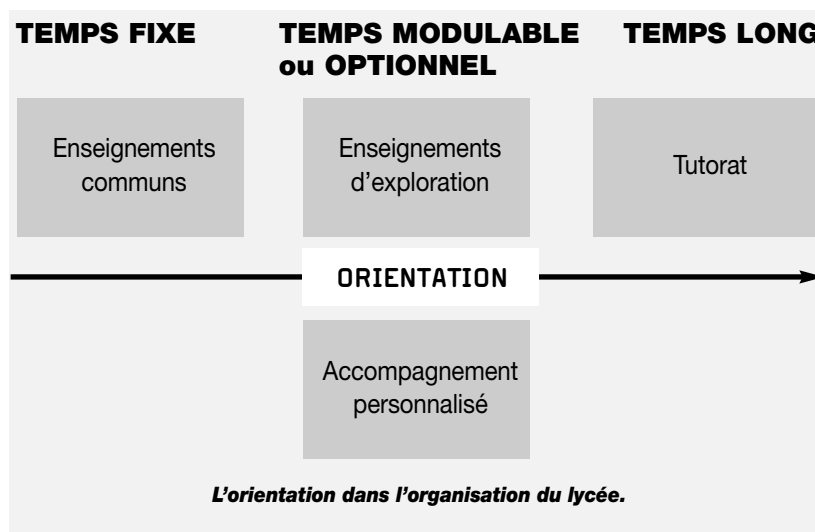 TEMPS FIXE
TEMPS MODULABLE
ou OPTIONNEL
TEMPS LONG
Enseignements
communs
Enseignements
d’exploration
Tutorat
ORIENTATION
Accompagnement
personnalisé
L’orientation dans l’organisation du lycée.